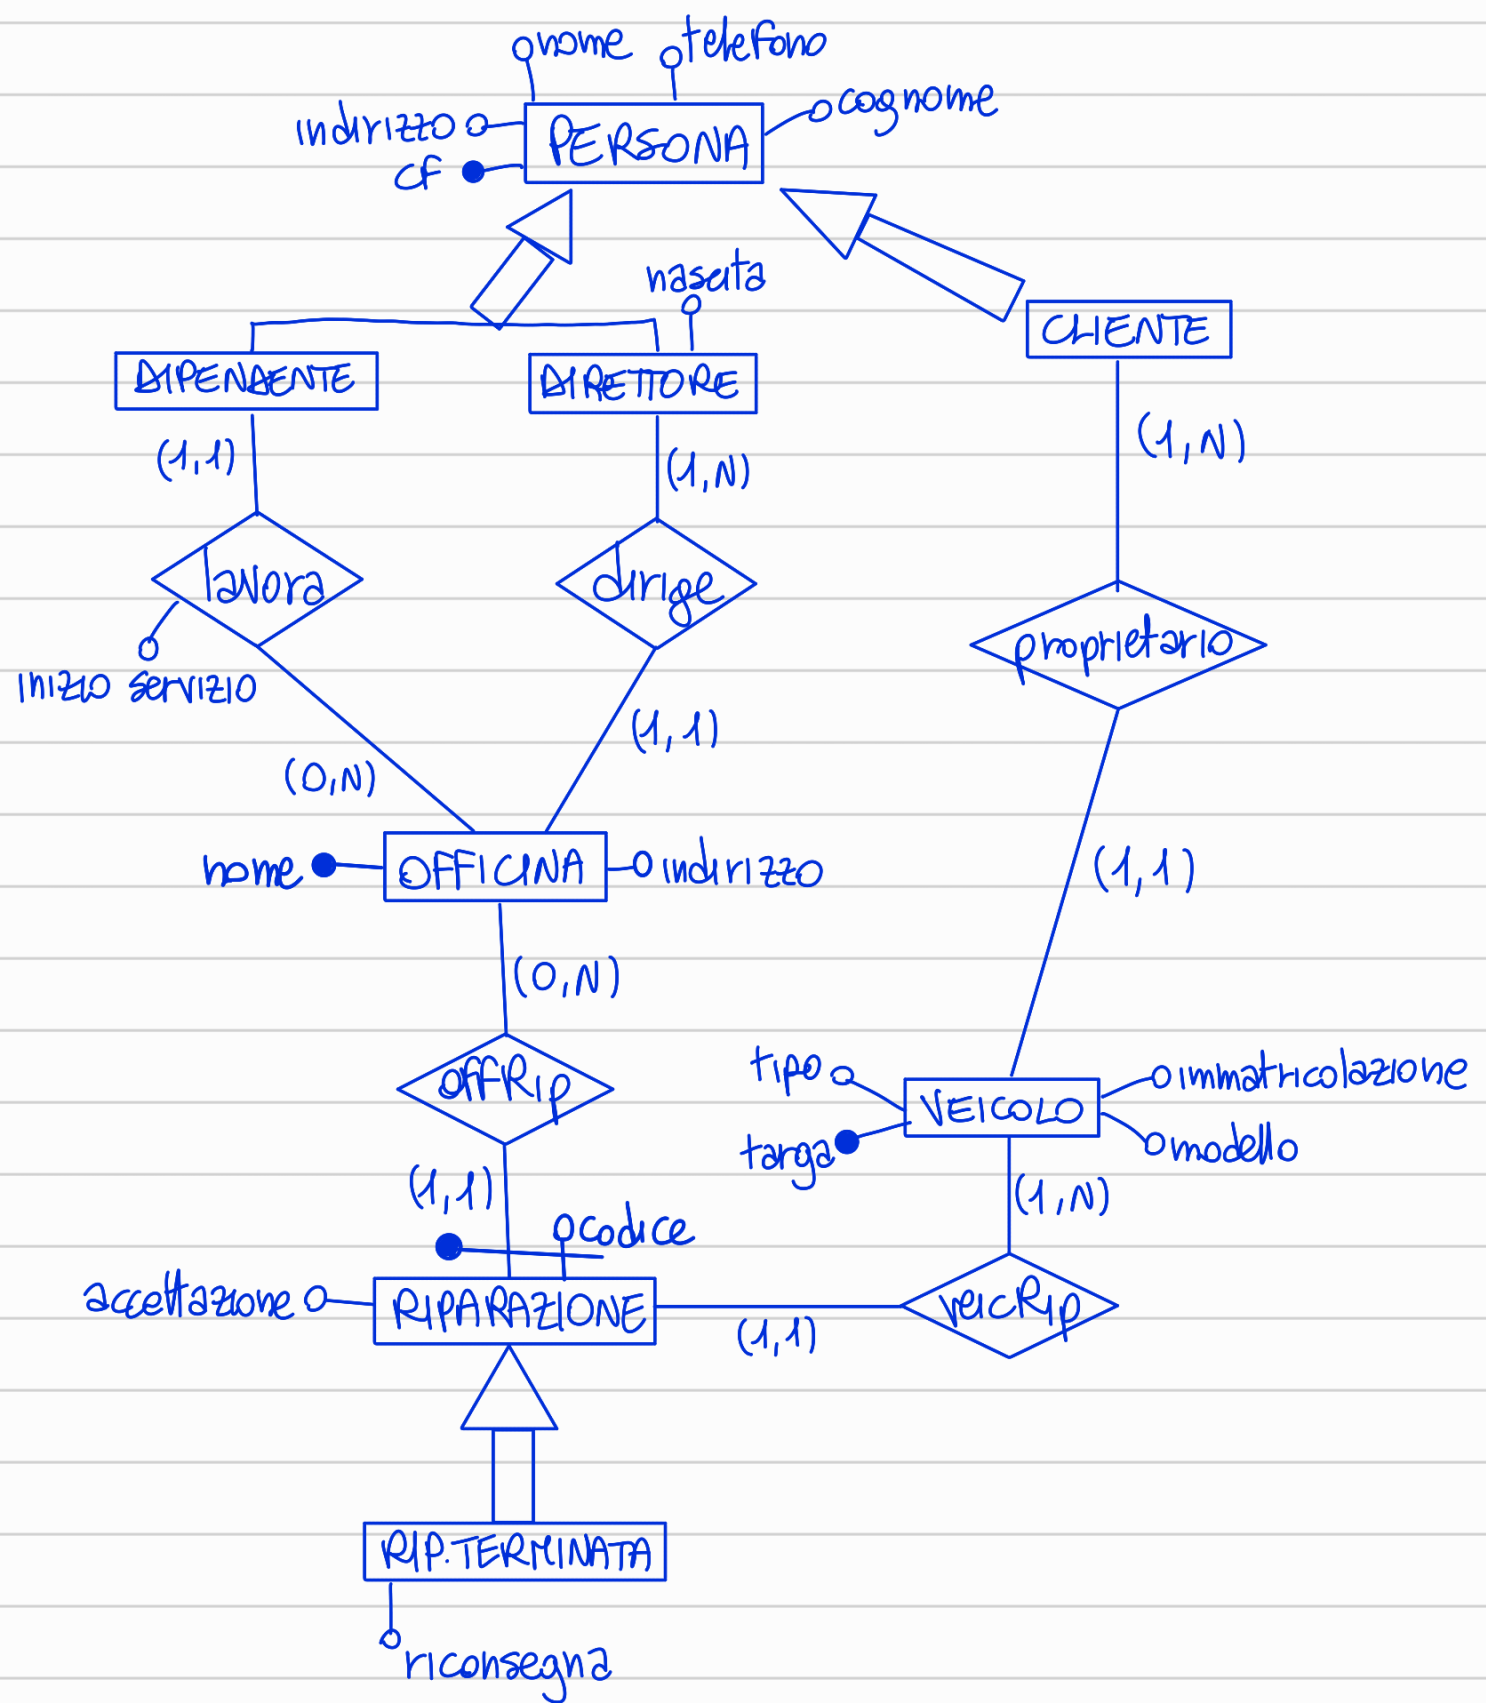 nome
telefono
cognome
indirizzo
cf
PERSONA
nascita
CLIENTE
DIPENDENTE
DIRETTORE
(1,1)
(1,N)
(1,N)
lavora
dirige
proprietario
inizio servizio
(0,N)
(1,1)
nome
OFFICINA
indirizzo
(1,1)
(0,N)
offRip
tipo
VEICOLO
immatricolazione
targa
modello
(1,1)
(1,N)
codice
accettazione
RIPARAZIONE
(1,1)
veicRip
RIP.TERMINATA
riconsegna